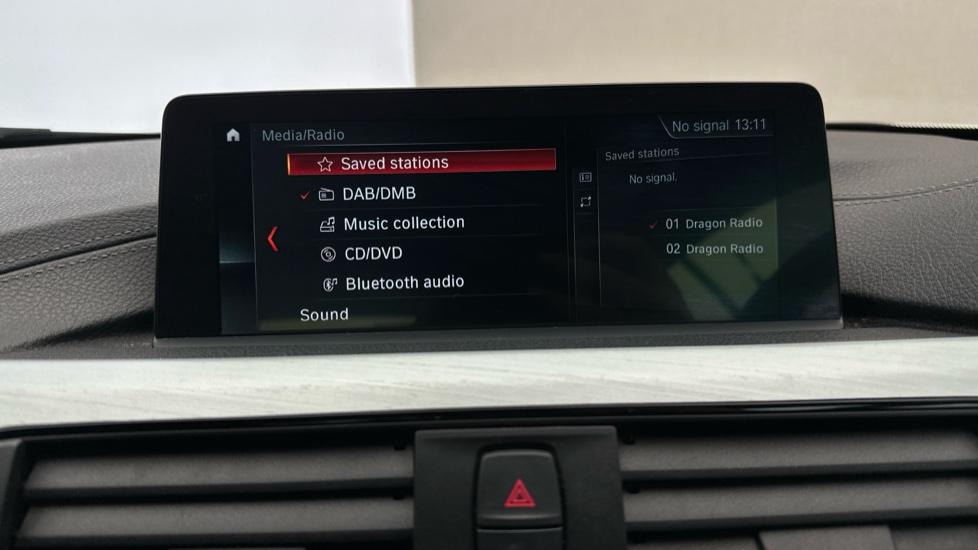 Media/Radio
No signal 13:11
Saved stations
DAB/DMB
Music collection
CD/DVD
Bluetooth audio
Sound
Saved stations
No signal.
01 Dragon Radio
02 Dragon Radio